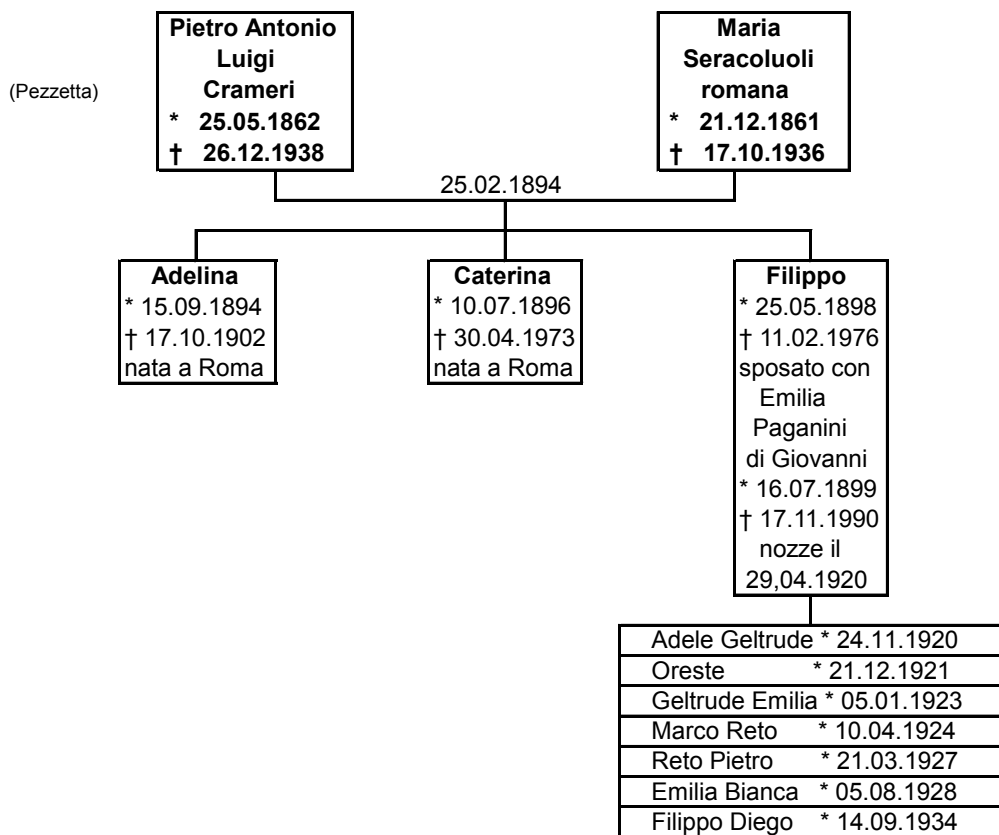 (Pezzetta)
Pietro Antonio
Luigi
Crameri
* 25.05.1862
† 26.12.1938
Maria
Seracoluoli
romana
* 21.12.1861
† 17.10.1936
25.02.1894
Adelina
* 15.09.1894
† 17.10.1902
nata a Roma
Caterina
* 10.07.1896
† 30.04.1973
nata a Roma
Filippo
* 25.05.1898
† 11.02.1976
sposato con
Emilia
Paganini
di Giovanni
* 16.07.1899
† 17.11.1990
nozze il
29,04.1920
Adele Geltrude * 24.11.1920
Oreste * 21.12.1921
Geltrude Emilia * 05.01.1923
Marco Reto * 10.04.1924
Reto Pietro * 21.03.1927
Emilia Bianca * 05.08.1928
Filippo Diego * 14.09.1934